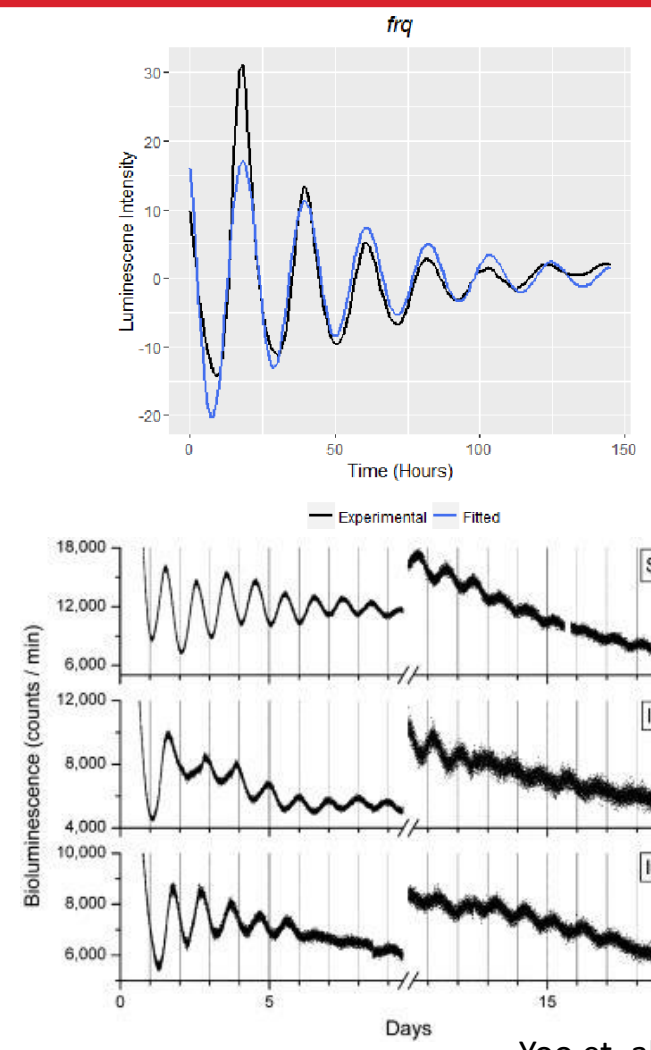 frq
Luminescene Intensity
30
20
10
0
-10
-20
0 50 100 150
Time (Hours)
Experimental Fitted
Bioluminescence (counts / min)
18,000
12,000
6,000
12,000
8,000
4,000
10,000
8,000
6,000
0 5 15
Days